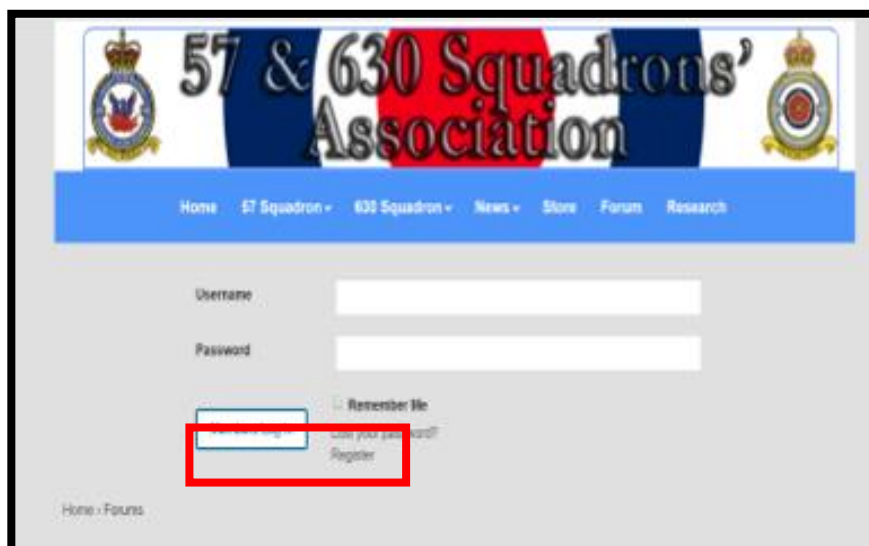 57 & 630 Squadrons'
Association
Home 57 Squadron 630 Squadron News Store Forum Research
Username
Password
Remember Me
Lost your password?
Register
Home › Forums